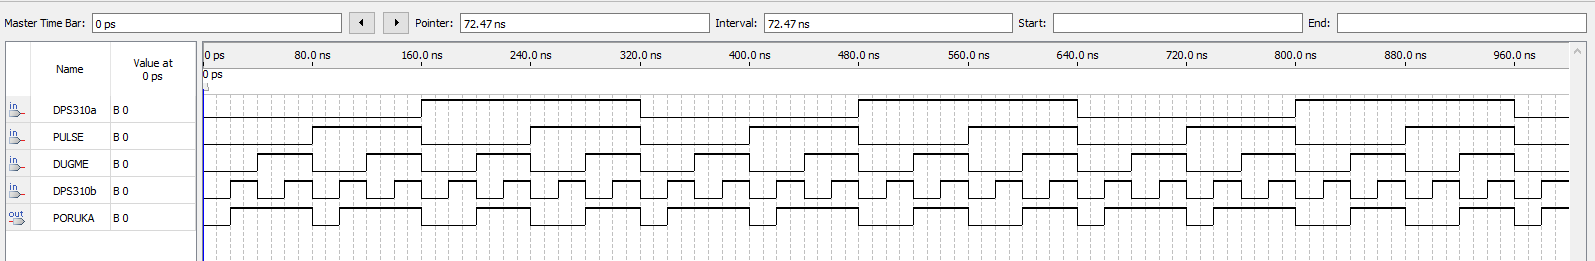 Master Time Bar: 0 ps Pointer: 72.47 ns Interval: 72.47 ns Start: End:
Name Value at 0 ps
0 ps 80.0 ns 160.0 ns 240.0 ns 320.0 ns 400.0 ns 480.0 ns 560.0 ns 640.0 ns 720.0 ns 800.0 ns 880.0 ns 960.0 ns
0 ps
in DPS310a B 0
in PULSE B 0
in DUGME B 0
in DPS310b B 0
out PORUKA B 0